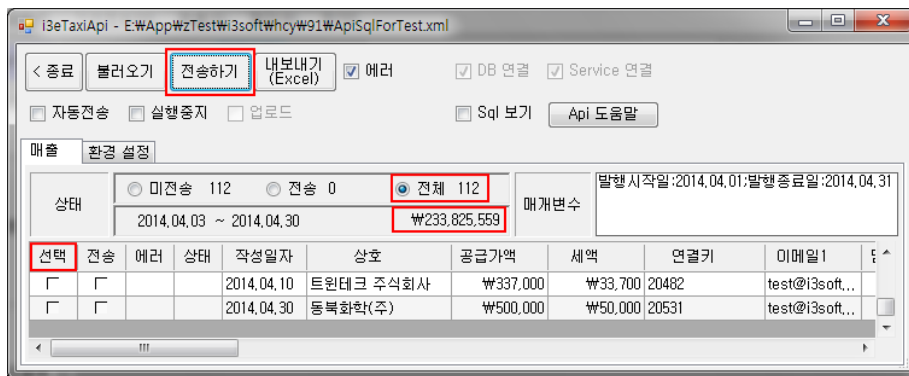 i3eTaxiApi - E:₩App₩zTest₩i3soft₩hcy₩91₩ApiSqlForTest.xml
< 종료 불러오기 전송하기 내보내기 (Excel) 에러 DB 연결 Service 연결
자동전송 실행중지 업로드 Sql 보기 Api 도움말
매출 환경 설정
상태 미전송 112 전송 0 전체 112 매개변수 발행시작일:2014.04.01;발행종료일:2014.04.31
2014.04.03 ~ 2014.04.30 ₩233,825,559
선택 전송 에러 상태 작성일자 상호 공급가액 세액 연결키 이메일1
2014.04.10 트윈테크 주식회사 ₩337,000 ₩33,700 20482 test@i3soft...
2014.04.30 동북화학(주) ₩500,000 ₩50,000 20531 test@i3soft...